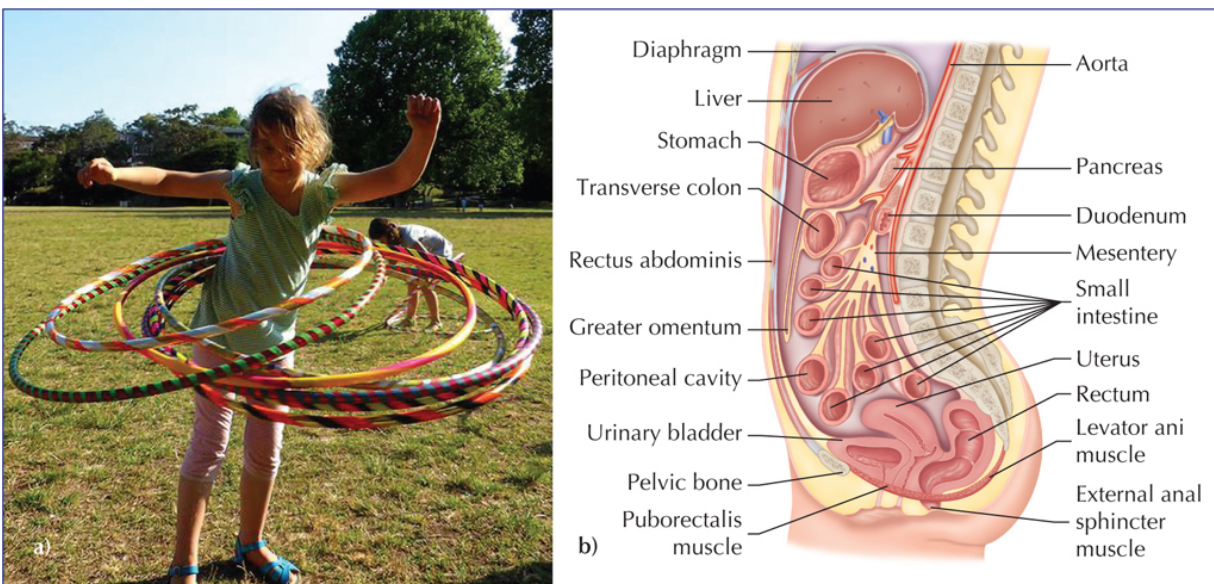 a)
b)
Diaphragm
Liver
Stomach
Transverse colon
Rectus abdominis
Greater omentum
Peritoneal cavity
Urinary bladder
Pelvic bone
Puborectalis
muscle
Aorta
Pancreas
Duodenum
Mesentery
Small
intestine
Uterus
Rectum
Levator ani
muscle
External anal
sphincter
muscle